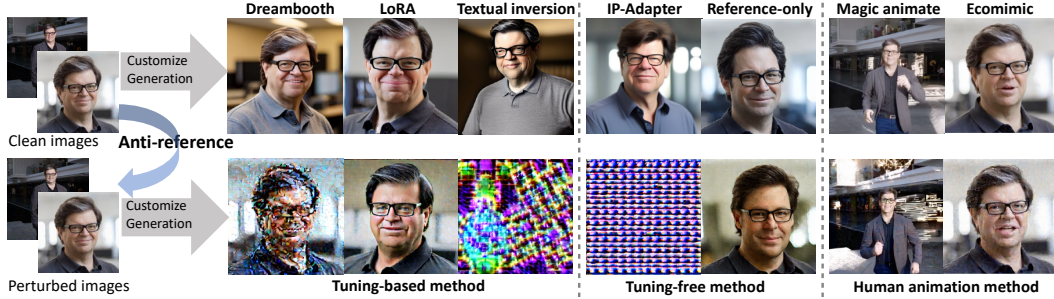 Dreambooth
LoRA
Textual inversion
IP-Adapter
Reference-only
Magic animate
Ecomimic
Customize
Generation
Clean images
Anti-reference
Customize
Generation
Perturbed images
Tuning-based method
Tuning-free method
Human animation method